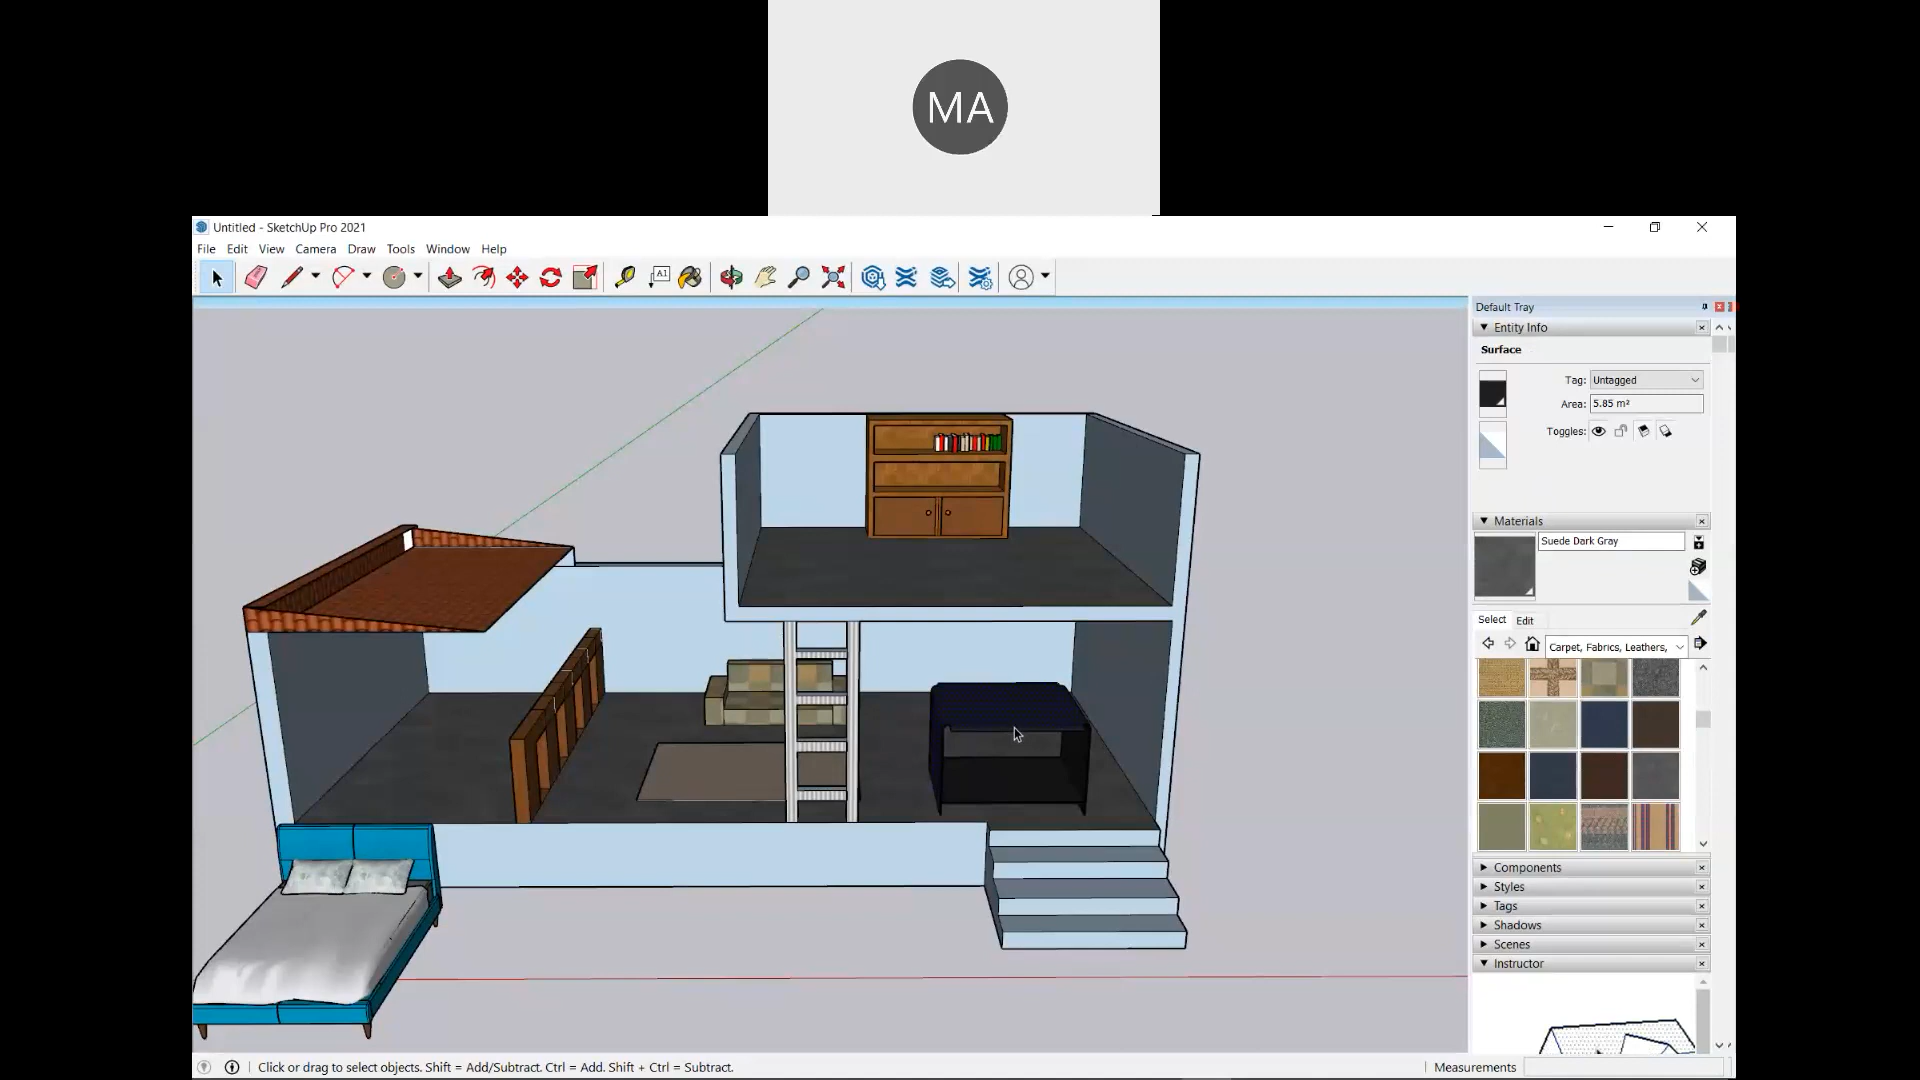 MA
Untitled - SketchUp Pro 2021
File Edit View Camera Draw Tools Window Help
A1
Default Tray
Entity Info
Surface
Tag: Untagged
Area: 5.85 m²
Toggles:
Materials
Suede Dark Gray
Select Edit
Carpet, Fabrics, Leathers,
Components
Styles
Tags
Shadows
Scenes
Instructor
Click or drag to select objects. Shift = Add/Subtract. Ctrl = Add. Shift + Ctrl = Subtract.
Measurements